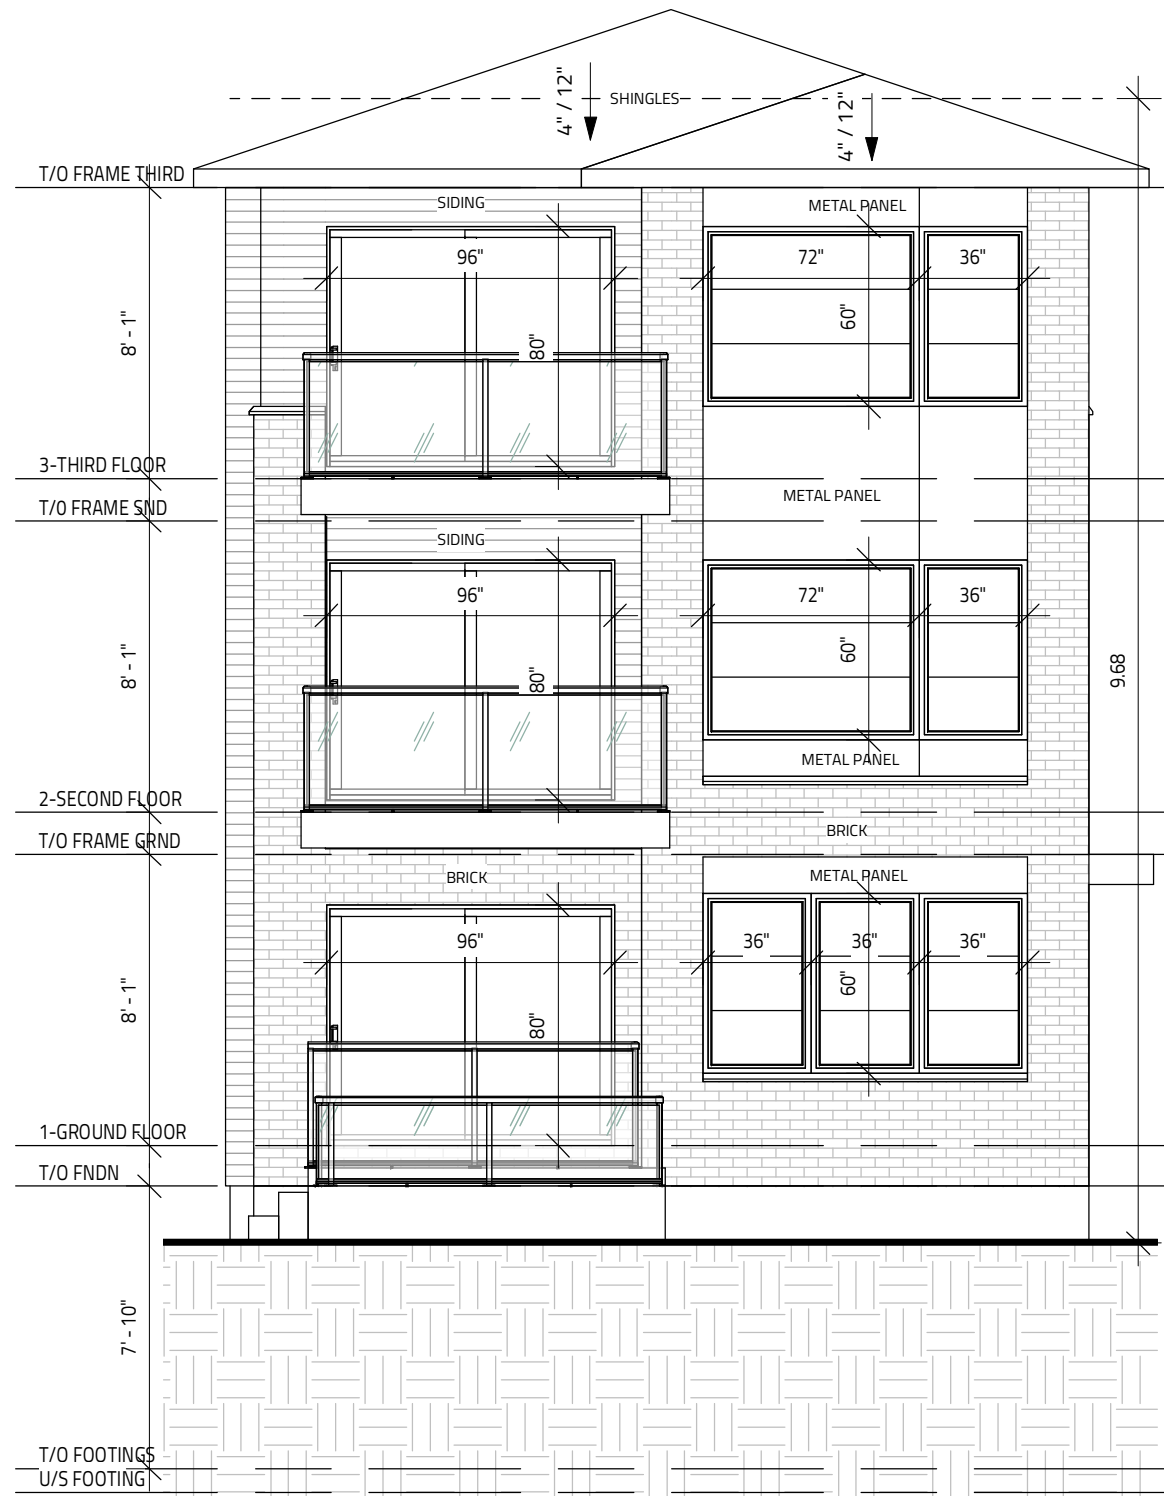 4" / 12"
SHINGLES
4" / 12"
T/O FRAME THIRD
SIDING
METAL PANEL
96"
72"
36"
8' - 1"
80"
60"
3-THIRD FLOOR
METAL PANEL
T/O FRAME SND
SIDING
96"
72"
36"
8' - 1"
80"
60"
9.68
METAL PANEL
2-SECOND FLOOR
T/O FRAME GRND
BRICK
BRICK
METAL PANEL
96"
36"
36"
36"
8' - 1"
80"
60"
1-GROUND FLOOR
T/O FNDN
7' - 10"
T/O FOOTINGS
U/S FOOTING